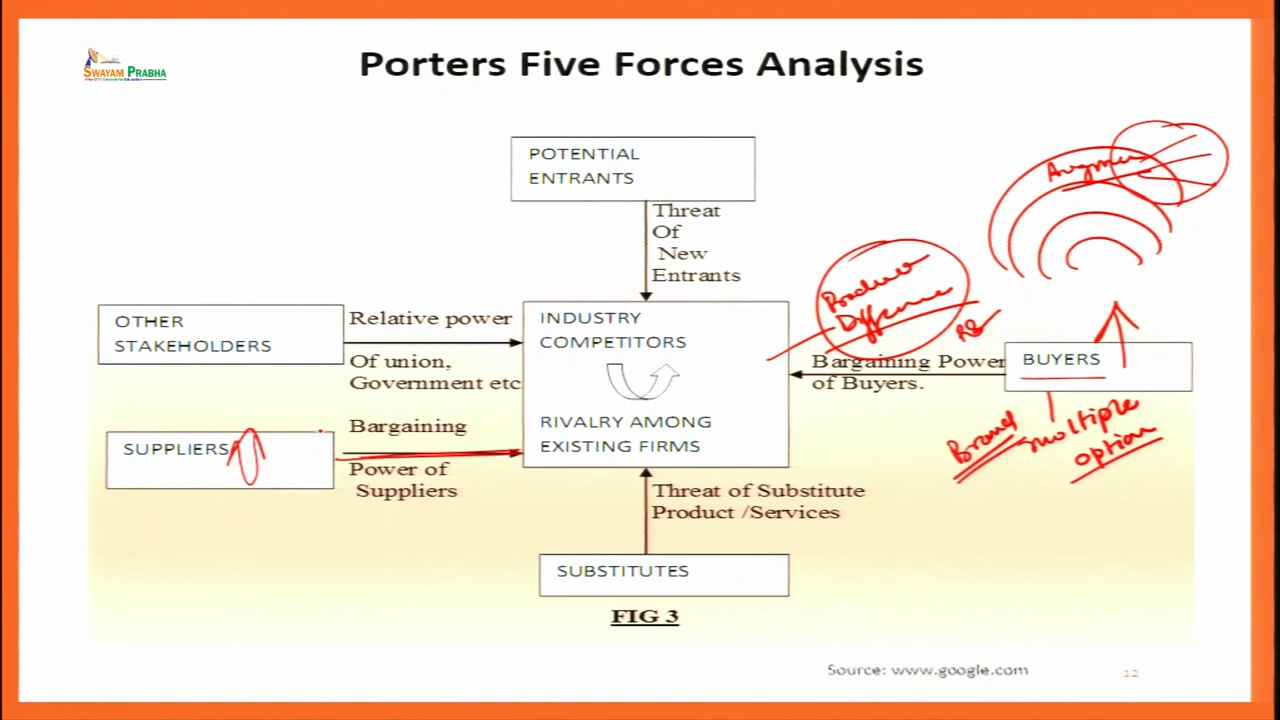 Porters Five Forces Analysis
SWAYAM PRABHA
POTENTIAL
ENTRANTS
Threat
Of
New
Entrants
OTHER
STAKEHOLDERS
Relative power
Of union,
Government etc
INDUSTRY
COMPETITORS
RIVALRY AMONG
EXISTING FIRMS
Product
Difference
Augmen
Bargaining Power
of Buyers.
BUYERS
Brand
multiple
option
SUPPLIERS
Bargaining
Power of
Suppliers
Threat of Substitute
Product /Services
SUBSTITUTES
FIG 3
Source: www.google.com
12